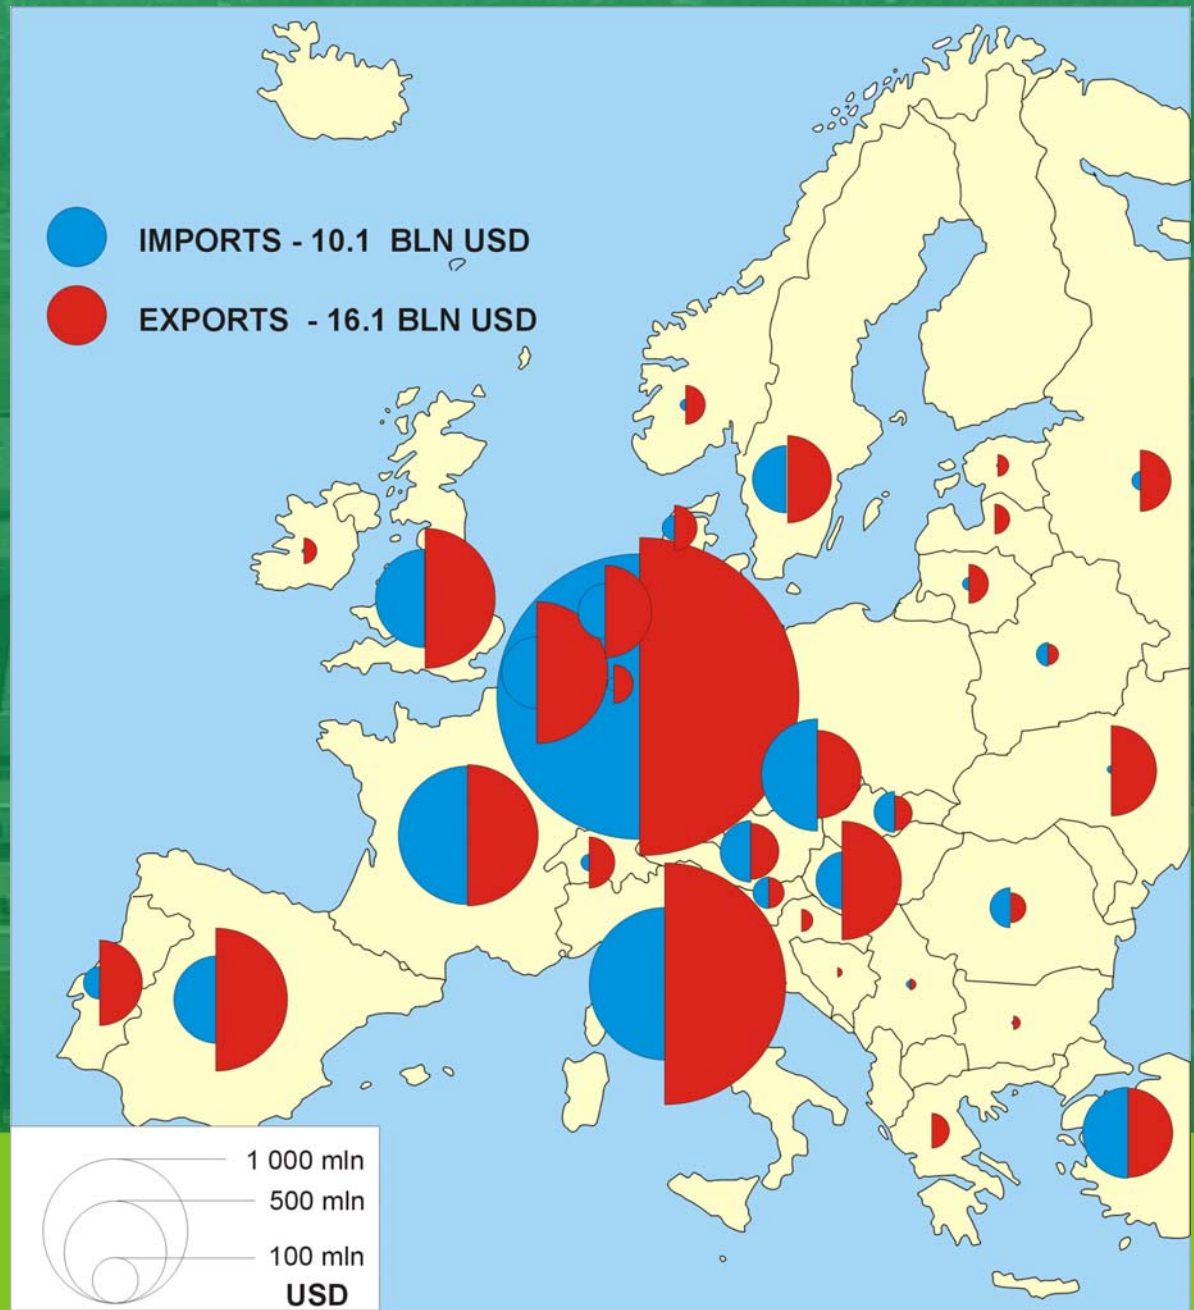 IMPORTS - 10.1 BLN USD
EXPORTS - 16.1 BLN USD
1 000 mln
500 mln
100 mln
USD